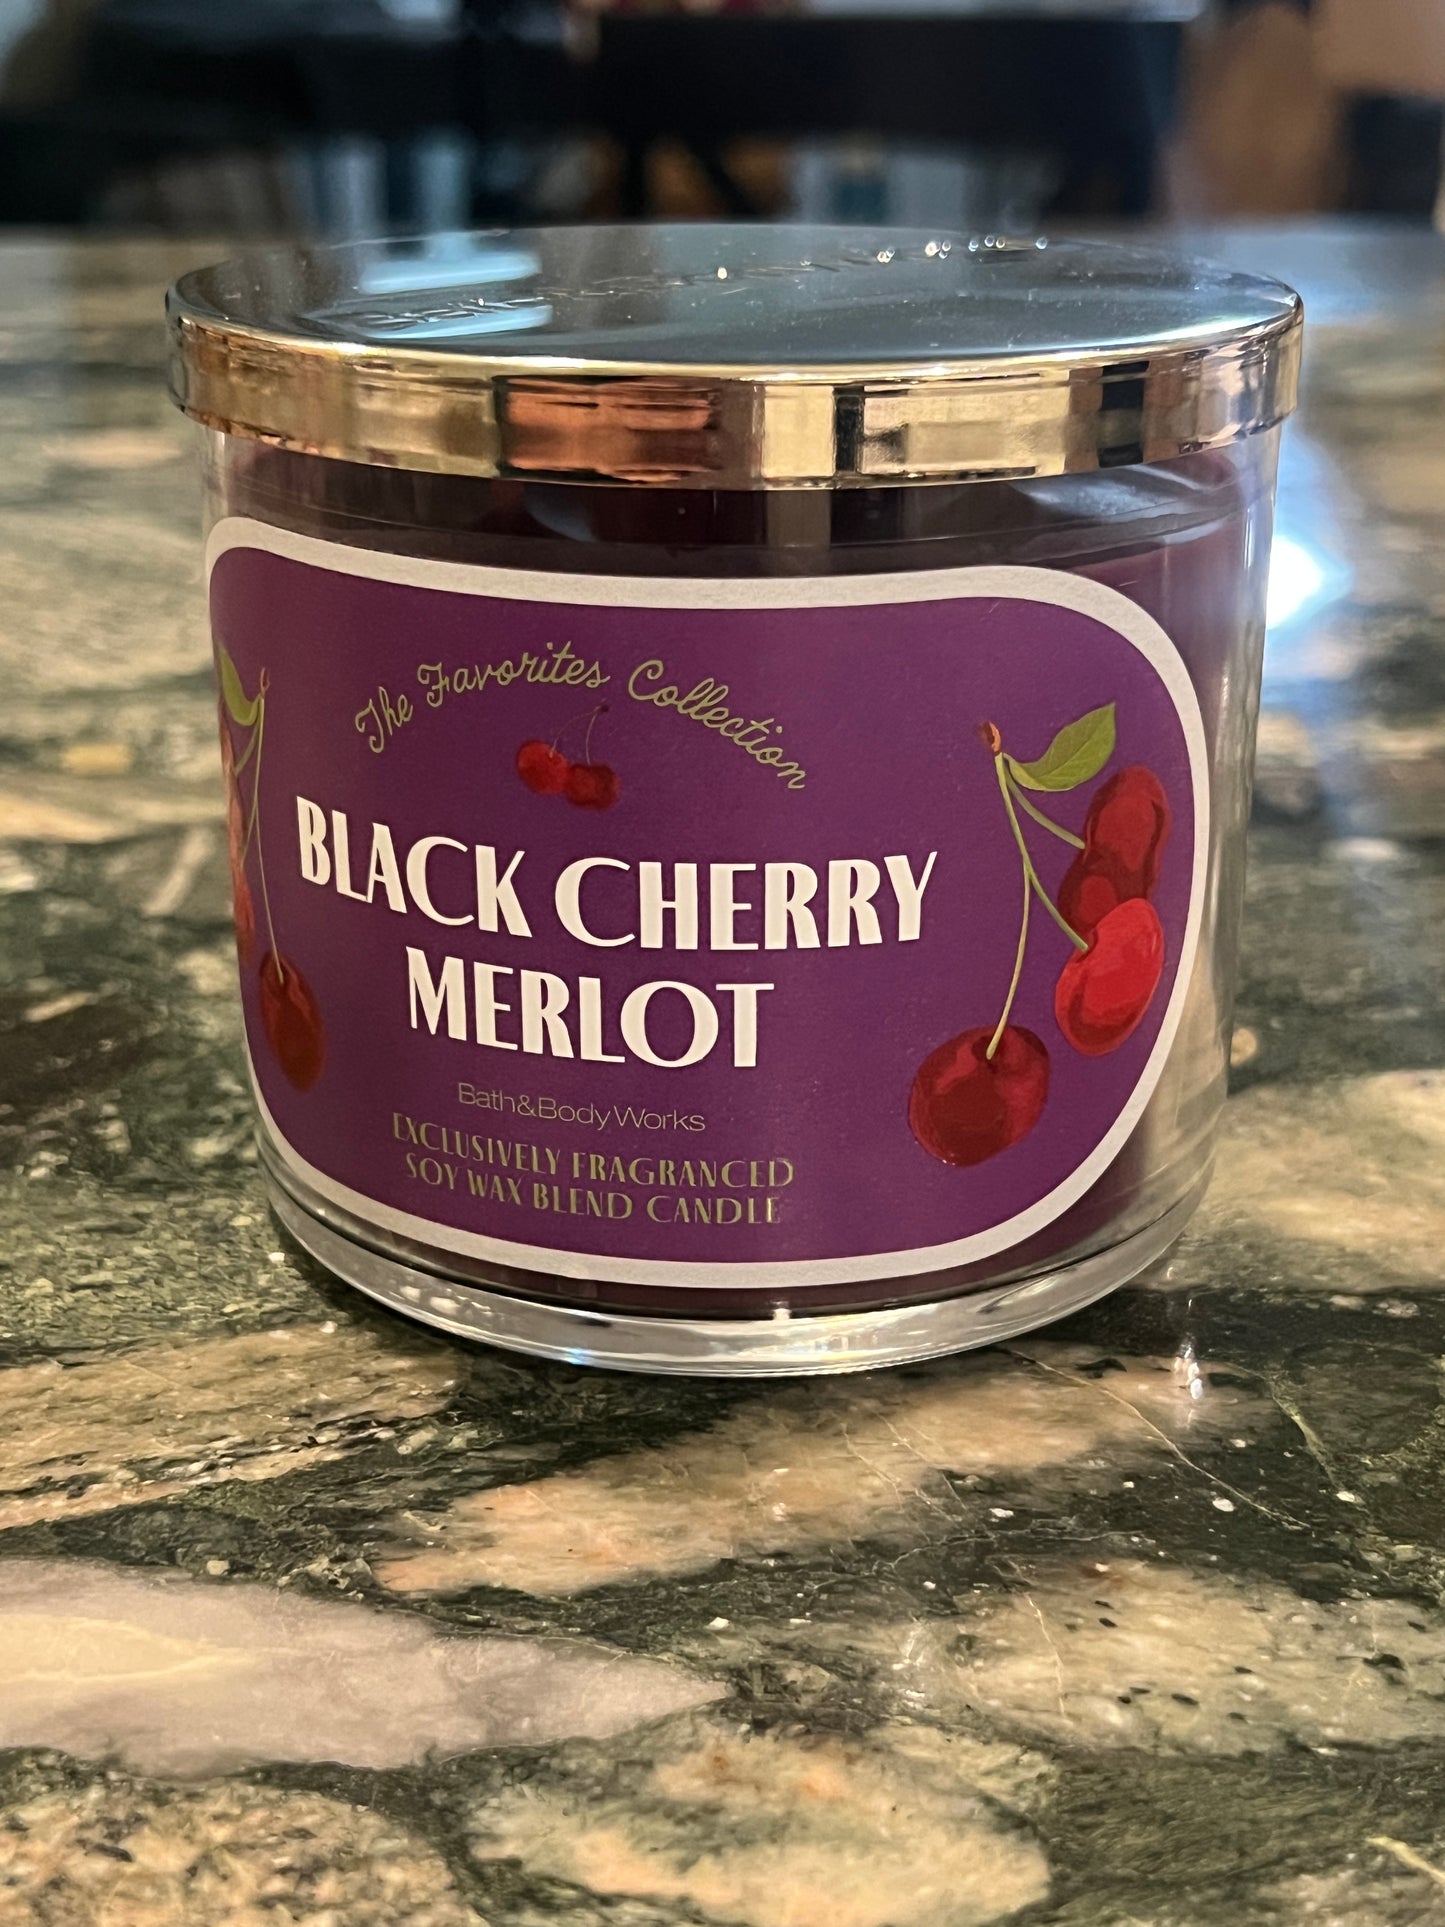 The Favorites Collection
BLACK CHERRY
MERLOT
Bath&BodyWorks
EXCLUSIVELY FRAGRANCED
SOY WAX BLEND CANDLE